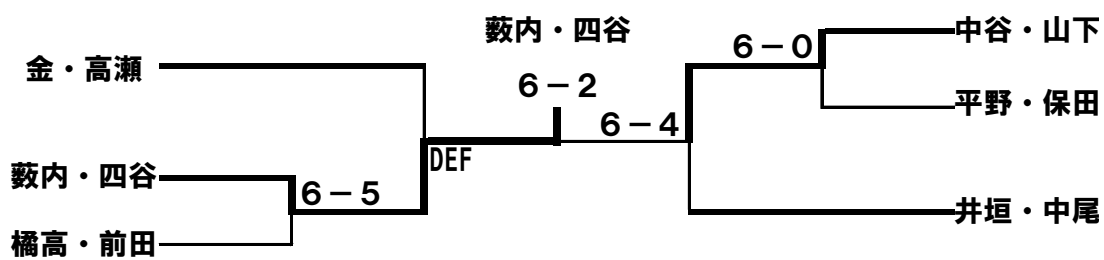 薮内・四谷
中谷・山下
6－0
金・高瀬
6－2
平野・保田
6－4
DEF
薮内・四谷
6－5
井垣・中尾
橘高・前田